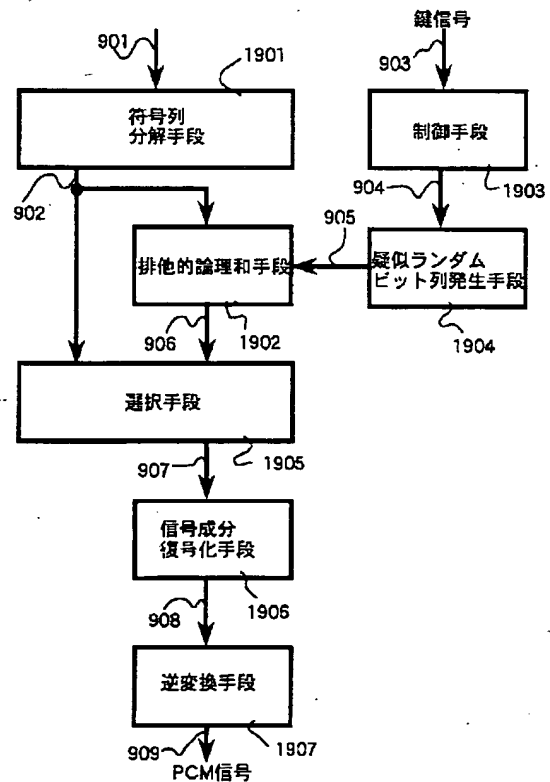 鍵信号
901
903
1901
符号列
分解手段
制御手段
902
904
1903
905
排他的論理和手段
疑似ランダム
ビット列発生手段
906
1902
1904
選択手段
907
1905
信号成分
復号化手段
908
1906
逆変換手段
909
1907
PCM信号